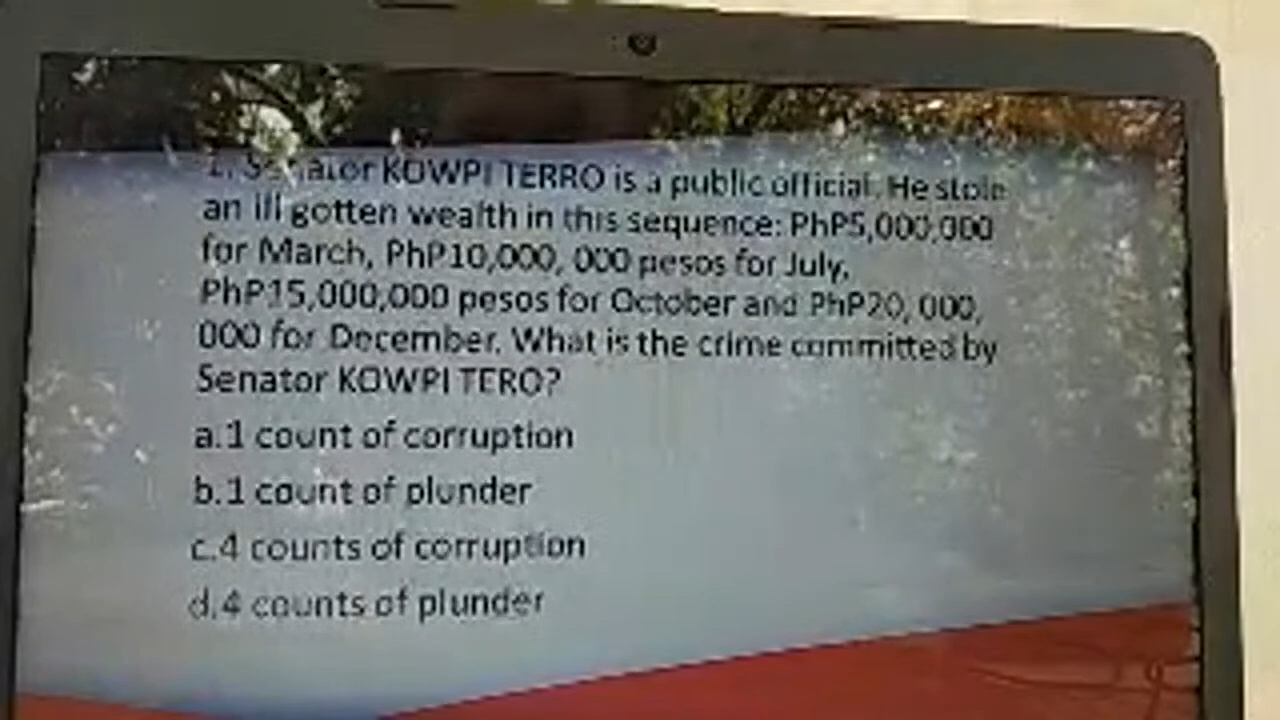 1. Senator KOWPI TERRO is a public official. He stole
an ill gotten wealth in this sequence: PhP5,000,000
for March, PhP10,000, 000 pesos for July,
PhP15,000,000 pesos for October and PhP20, 000,
000 for December. What is the crime committed by
Senator KOWPI TERO?
a.1 count of corruption
b.1 count of plunder
c.4 counts of corruption
d.4 counts of plunder